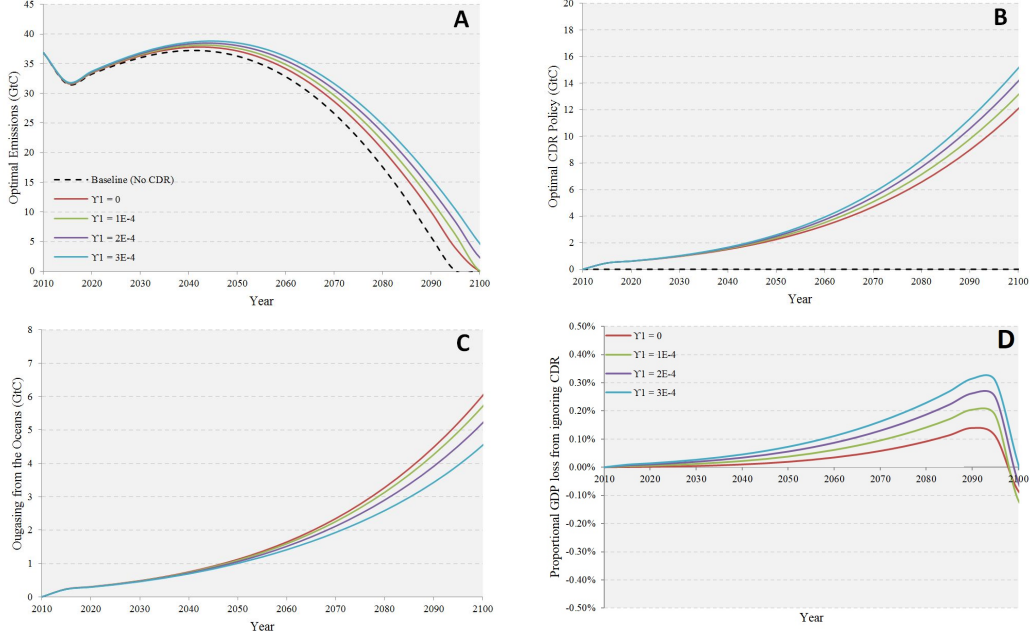 A
Optimal Emissions (GtC)
45
40
35
30
25
20
15
10
5
0
Baseline (No CDR)
ϒ1 = 0
ϒ1 = 1E-4
ϒ1 = 2E-4
ϒ1 = 3E-4
2010 2020 2030 2040 2050 2060 2070 2080 2090 2100
Year
B
Optimal CDR Policy (GtC)
20
18
16
14
12
10
8
6
4
2
0
2010 2020 2030 2040 2050 2060 2070 2080 2090 2100
Year
C
Ougasing from the Oceans (GtC)
8
7
6
5
4
3
2
1
0
2010 2020 2030 2040 2050 2060 2070 2080 2090 2100
Year
D
Proportional GDP loss from ignoring CDR
0.50%
0.40%
0.30%
0.20%
0.10%
0.00%
-0.10%
-0.20%
-0.30%
-0.40%
-0.50%
ϒ1 = 0
ϒ1 = 1E-4
ϒ1 = 2E-4
ϒ1 = 3E-4
2010 2020 2030 2040 2050 2060 2070 2080 2090 2100
Year